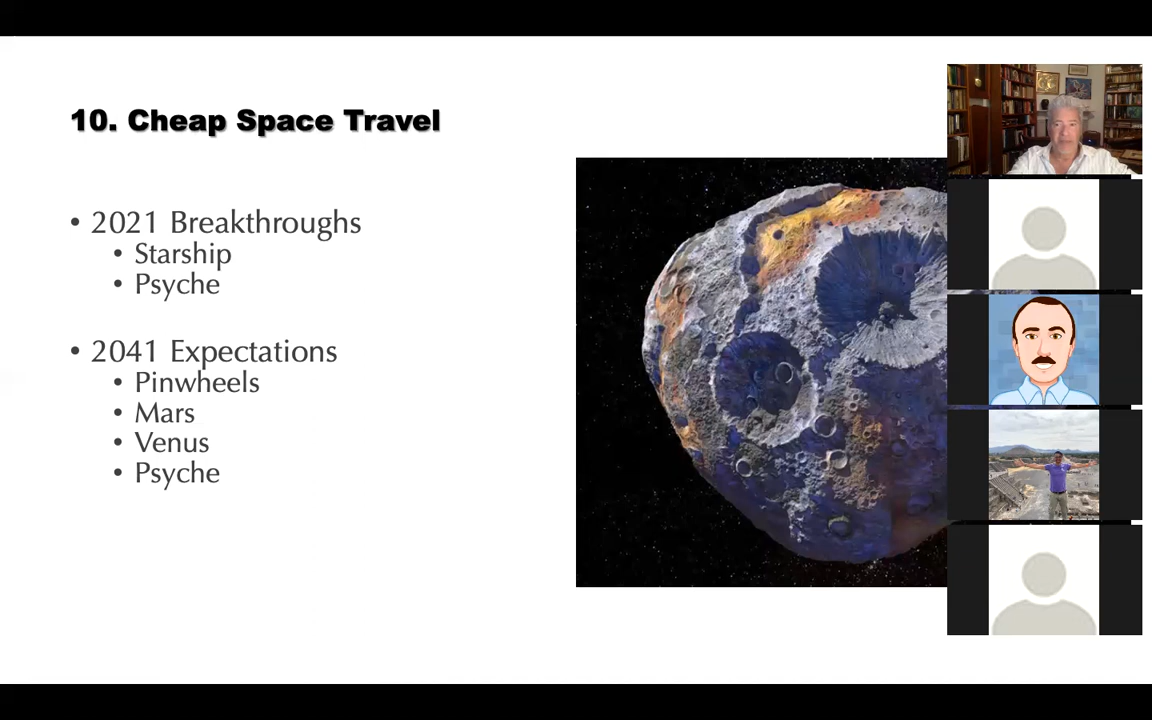 10. Cheap Space Travel
• 2021 Breakthroughs
• Starship
• Psyche
• 2041 Expectations
• Pinwheels
• Mars
• Venus
• Psyche